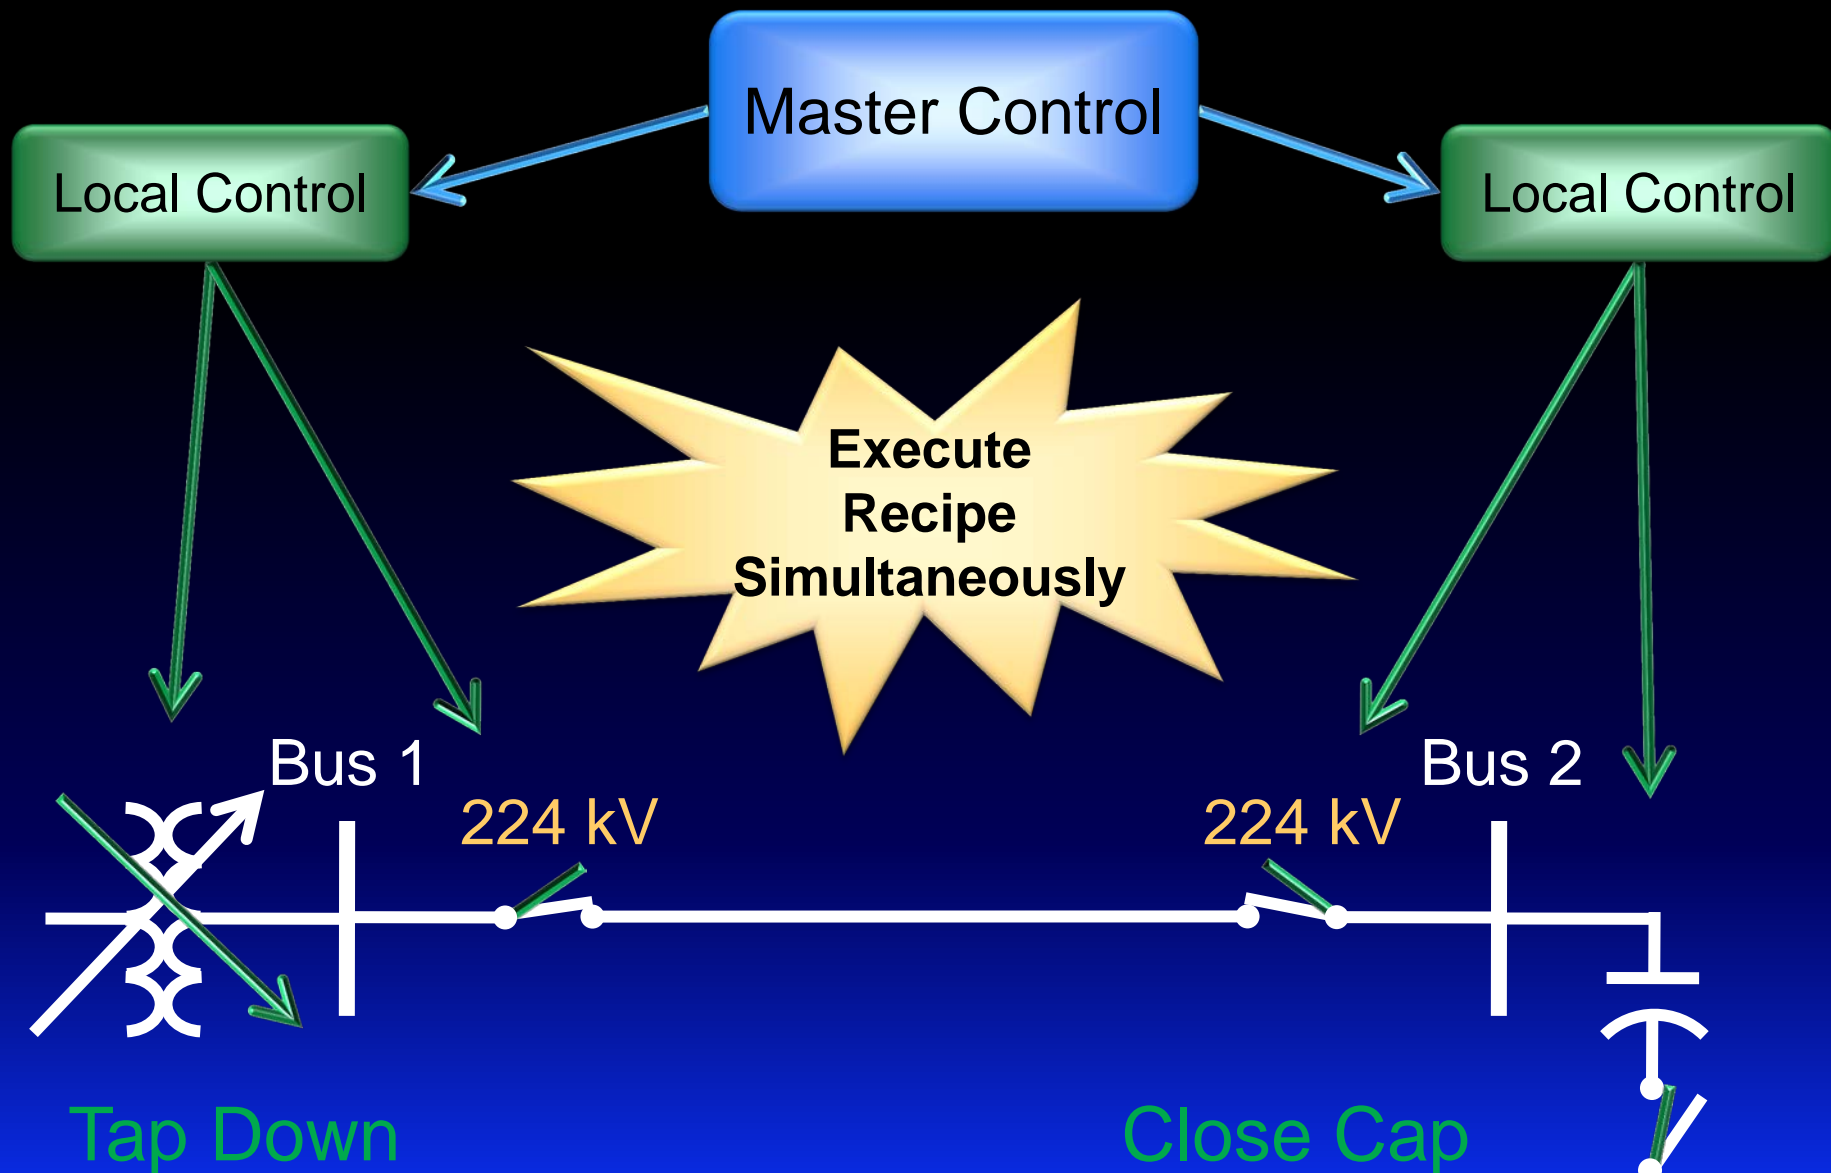 Master Control
Local Control
Local Control
Execute
Recipe
Simultaneously
Bus 1
Bus 2
224 kV
224 kV
Tap Down
Close Cap